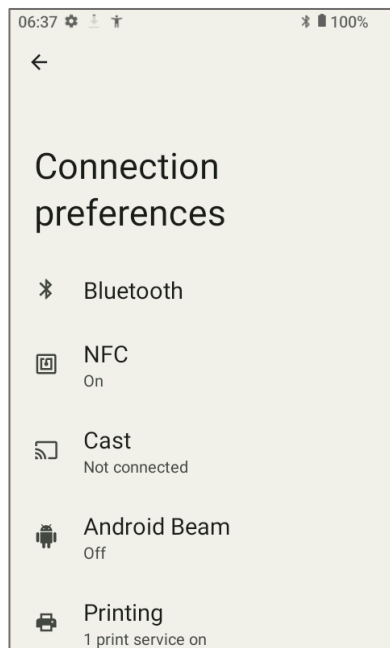 06:37 100%
Connection
preferences
Bluetooth
NFC
On
Cast
Not connected
Android Beam
Off
Printing
1 print service on